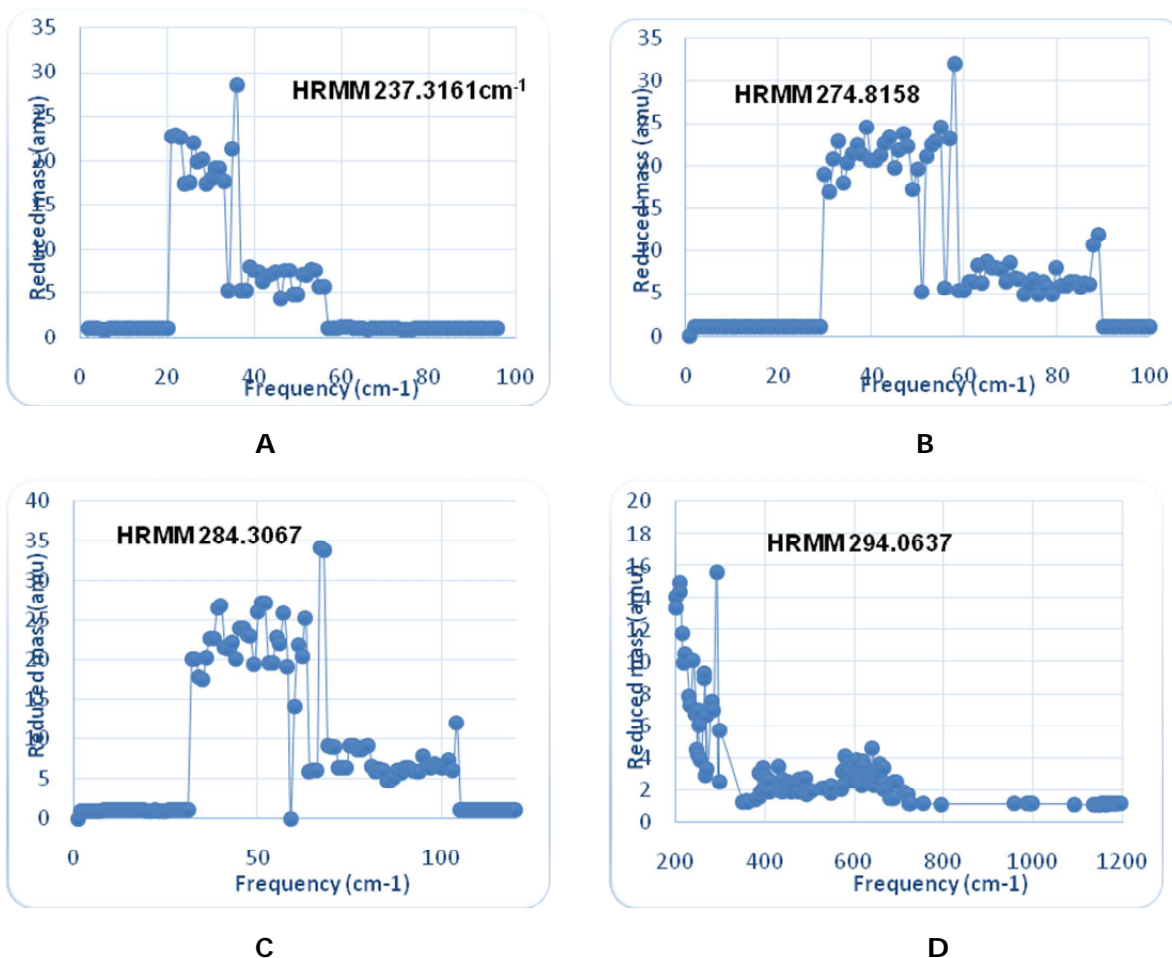 35
30
25
20
15
10
5
0
Reduced mass (amu)
HRMM 237.3161cm-1
0 20 40 60 80 100
Frequency (cm-1)
A
35
30
25
20
15
10
5
0
Reduced mass (amu)
HRMM 274.8158
0 20 40 60 80 100
Frequency (cm-1)
B
40
35
30
25
20
15
10
5
0
Reduced mass (amu)
HRMM 284.3067
0 50 100
Frequency (cm-1)
C
20
18
16
14
12
10
8
6
4
2
0
Reduced mass (amu)
HRMM 294.0637
200 400 600 800 1000 1200
Frequency (cm-1)
D